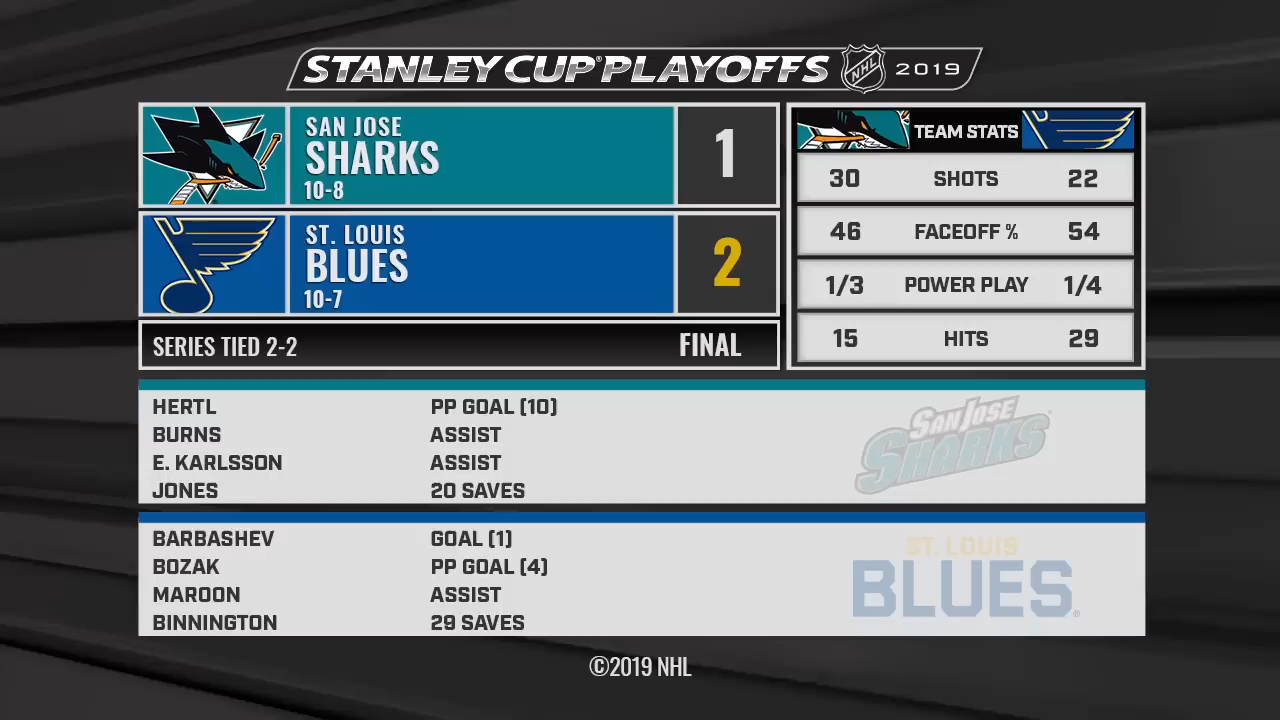 STANLEY CUP® PLAYOFFS NHL 2019
SAN JOSE
SHARKS
10-8
1
ST. LOUIS
BLUES
10-7
2
SERIES TIED 2-2 FINAL
TEAM STATS
30 SHOTS 22
46 FACEOFF % 54
1/3 POWER PLAY 1/4
15 HITS 29
HERTL PP GOAL (10)
BURNS ASSIST
E. KARLSSON ASSIST
JONES 20 SAVES
SAN JOSE
SHARKS®
BARBASHEV GOAL (1)
BOZAK PP GOAL (4)
MAROON ASSIST
BINNINGTON 29 SAVES
ST. LOUIS
BLUES®
©2019 NHL